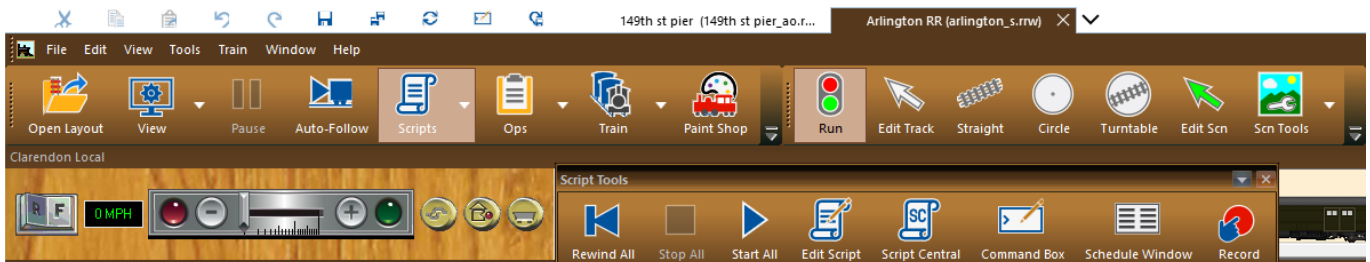 149th st pier (149th st pier_ao.r...
Arlington RR (arlington_s.rrw)
File Edit View Tools Train Window Help
Open Layout View Pause Auto-Follow Scripts Ops Train Paint Shop Run Edit Track Straight Circle Turntable Edit Scn Scn Tools
Clarendon Local
Script Tools
R F 0 MPH
SC
Rewind All Stop All Start All Edit Script Script Central Command Box Schedule Window Record